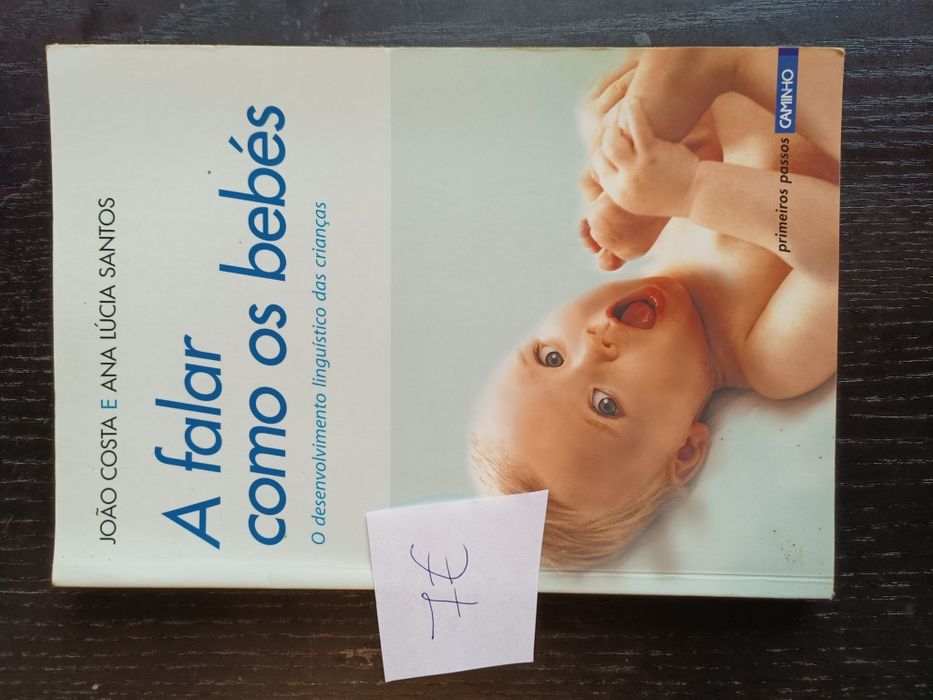 JOÃO COSTA E ANA LÚCIA SANTOS
A falar
como os bebés
O desenvolvimento linguístico das crianças
7€
primeiros passos CAMINHO